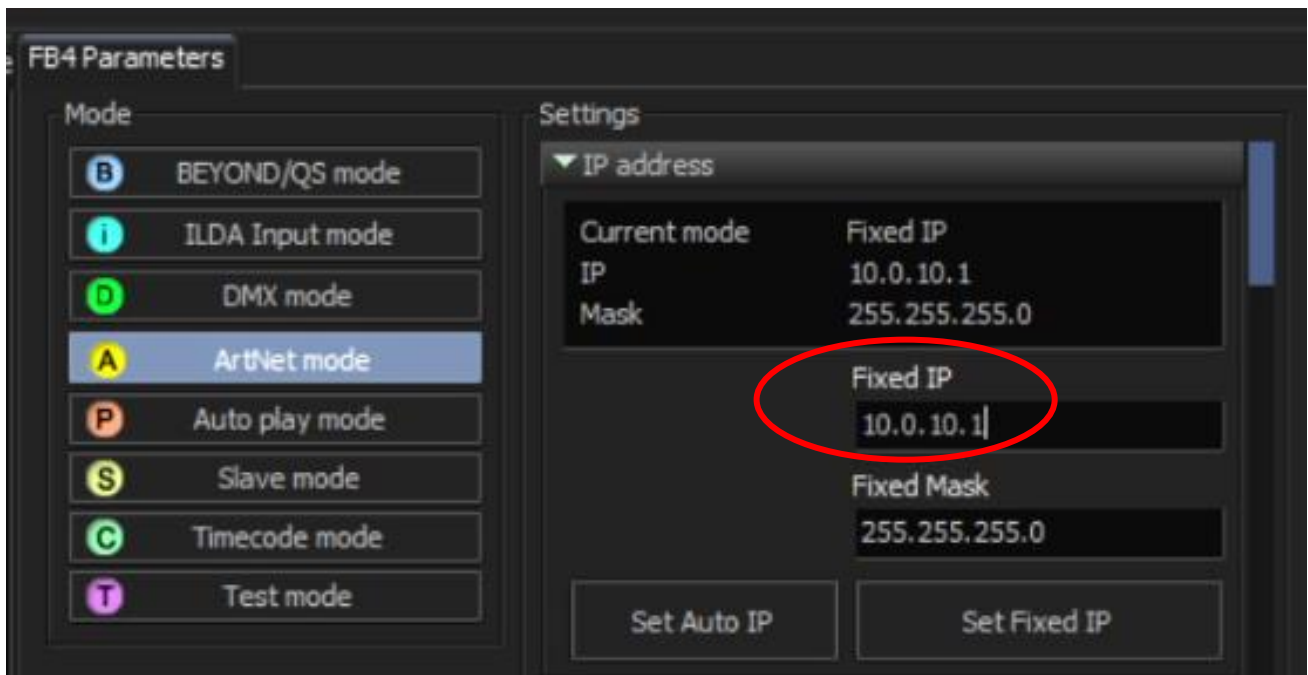 FB4 Parameters
Mode
B BEYOND/QS mode
i ILDA Input mode
D DMX mode
A ArtNet mode
P Auto play mode
S Slave mode
C Timecode mode
T Test mode
Settings
IP address
Current mode Fixed IP
IP 10.0.10.1
Mask 255.255.255.0
Fixed IP
10.0.10.1
Fixed Mask
255.255.255.0
Set Auto IP Set Fixed IP